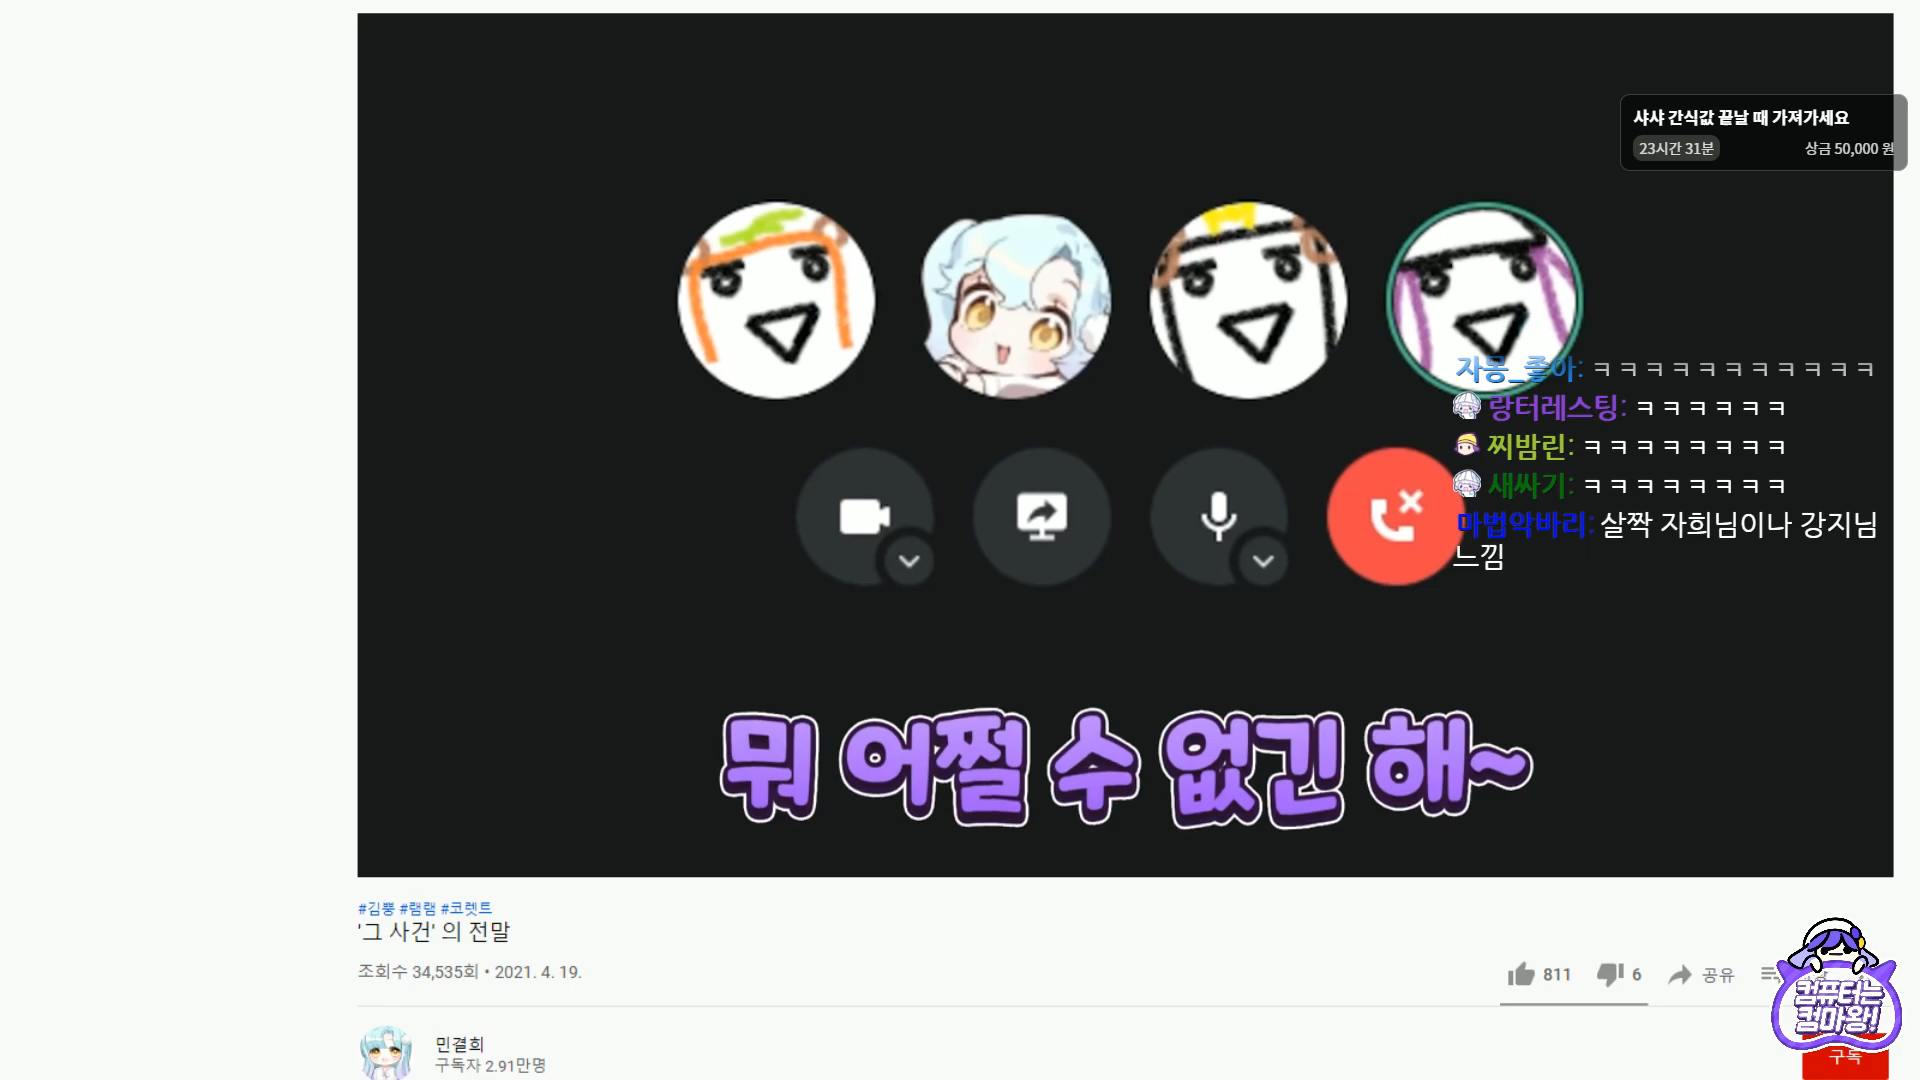 샤샤 간식값 끝날 때 가져가세요
23시간 31분
상금 50,000 원
자몽_좋아: ㅋㅋㅋㅋㅋㅋㅋㅋㅋㅋㅋ
랑터레스팅: ㅋㅋㅋㅋㅋㅋ
찌밤린: ㅋㅋㅋㅋㅋㅋㅋㅋ
새싸기: ㅋㅋㅋㅋㅋㅋㅋㅋ
마법악바리: 살짝 자희님이나 강지님
느낌
뭐 어쩔 수 없긴 해~
#김뿡 #램램 #코렛트
'그 사건' 의 전말
조회수 34,535회 • 2021. 4. 19.
811
6
공유
컴퓨터는
컴마왕!
민결희
구독자 2.91만명
구독